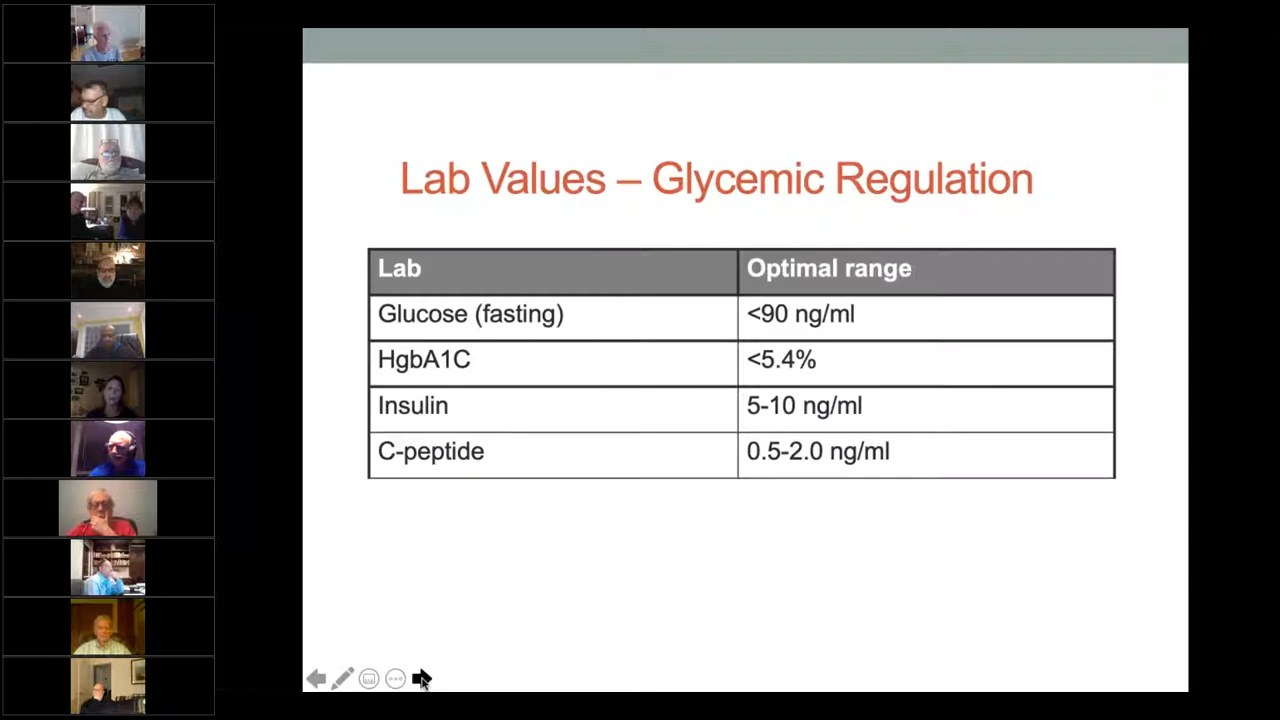 Lab Values – Glycemic Regulation
Lab Optimal range
Glucose (fasting) <90 ng/ml
HgbA1C <5.4%
Insulin 5-10 ng/ml
C-peptide 0.5-2.0 ng/ml